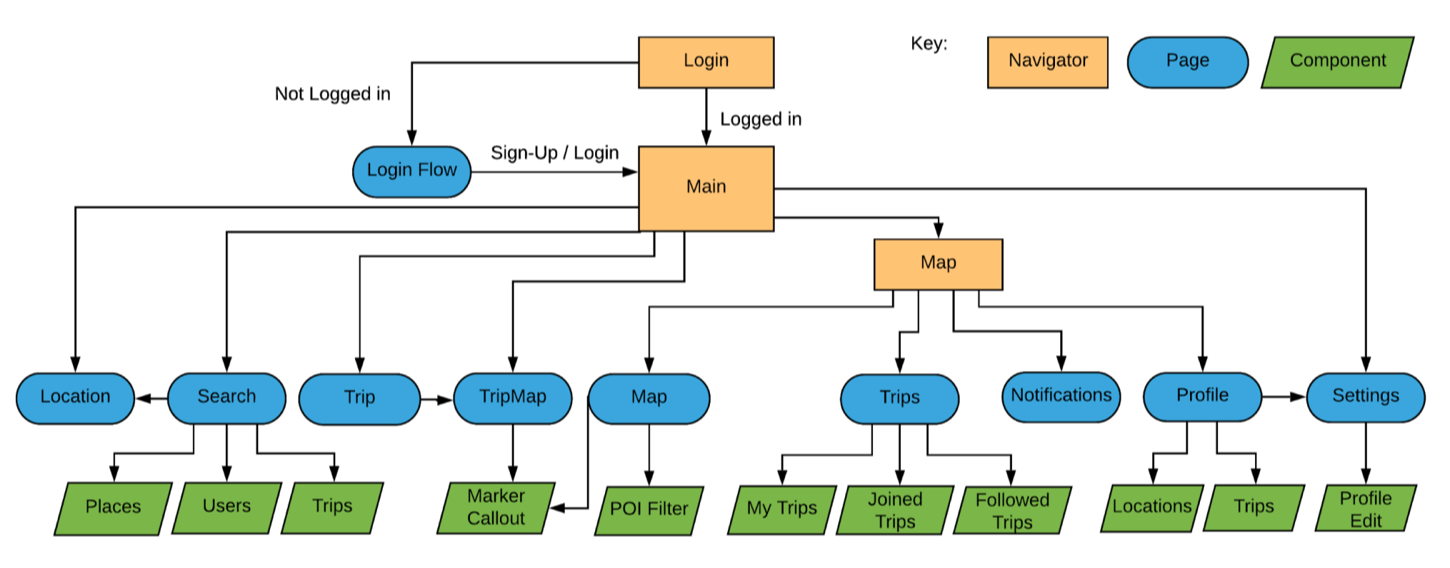 Key:
Login
Navigator
Page
Component
Not Logged in
Logged in
Sign-Up / Login
Login Flow
Main
Map
Location
Search
Trip
TripMap
Map
Trips
Notifications
Profile
Settings
Places
Users
Trips
Marker
Callout
POI Filter
My Trips
Joined
Trips
Followed
Trips
Locations
Trips
Profile
Edit